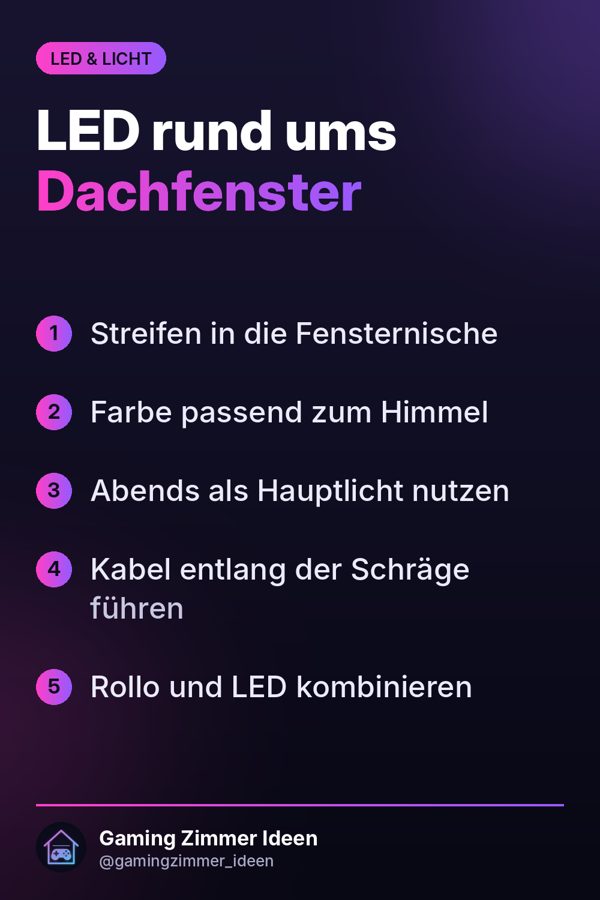 LED & LICHT
LED rund ums
Dachfenster
1 Streifen in die Fensternische
2 Farbe passend zum Himmel
3 Abends als Hauptlicht nutzen
4 Kabel entlang der Schräge
führen
5 Rollo und LED kombinieren
Gaming Zimmer Ideen
@gamingzimmer_ideen